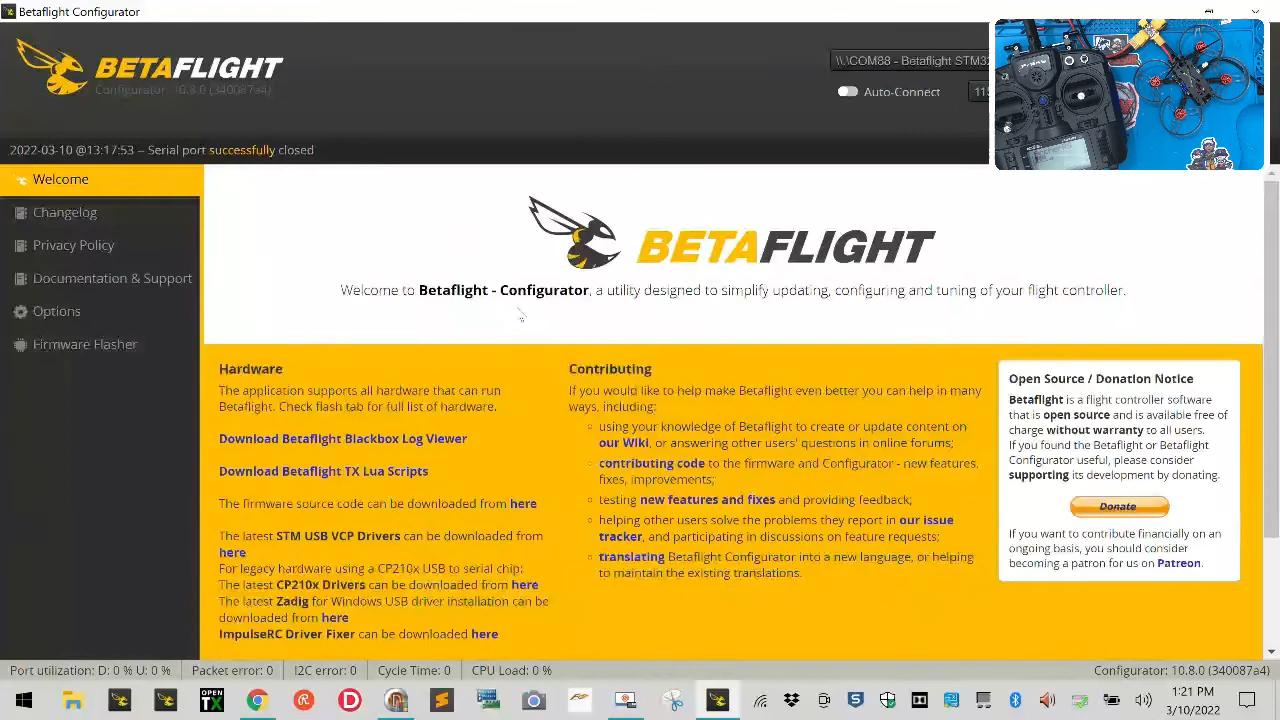 Betaflight Configurator
BETAFLIGHT
Configurator 10.8.0 (340087a4)
\\.\COM88 - Betaflight STM3
Auto-Connect
115
2022-03-10 @13:17:53 -- Serial port successfully closed
Welcome
Changelog
Privacy Policy
Documentation & Support
Options
Firmware Flasher
BETAFLIGHT
Welcome to Betaflight - Configurator, a utility designed to simplify updating, configuring and tuning of your flight controller.
Hardware
The application supports all hardware that can run
Betaflight. Check flash tab for full list of hardware.
Download Betaflight Blackbox Log Viewer
Download Betaflight TX Lua Scripts
The firmware source code can be downloaded from here
The latest STM USB VCP Drivers can be downloaded from
here
For legacy hardware using a CP210x USB to serial chip:
The latest CP210x Drivers can be downloaded from here
The latest Zadig for Windows USB driver installation can be
downloaded from here
ImpulseRC Driver Fixer can be downloaded here
Contributing
If you would like to help make Betaflight even better you can help in many
ways, including:
using your knowledge of Betaflight to create or update content on
our Wiki, or answering other users' questions in online forums;
contributing code to the firmware and Configurator - new features,
fixes, improvements;
testing new features and fixes and providing feedback;
helping other users solve the problems they report in our issue
tracker, and participating in discussions on feature requests;
translating Betaflight Configurator into a new language, or helping
to maintain the existing translations.
Open Source / Donation Notice
Betaflight is a flight controller software
that is open source and is available free of
charge without warranty to all users.
If you found the Betaflight or Betaflight
Configurator useful, please consider
supporting its development by donating.
Donate
If you want to contribute financially on an
ongoing basis, you should consider
becoming a patron for us on Patreon.
Port utilization: D: 0 % U: 0 %
Packet error: 0
I2C error: 0
Cycle Time: 0
CPU Load: 0 %
Configurator: 10.8.0 (340087a4)
OPEN
TX
1:21 PM
3/10/2022